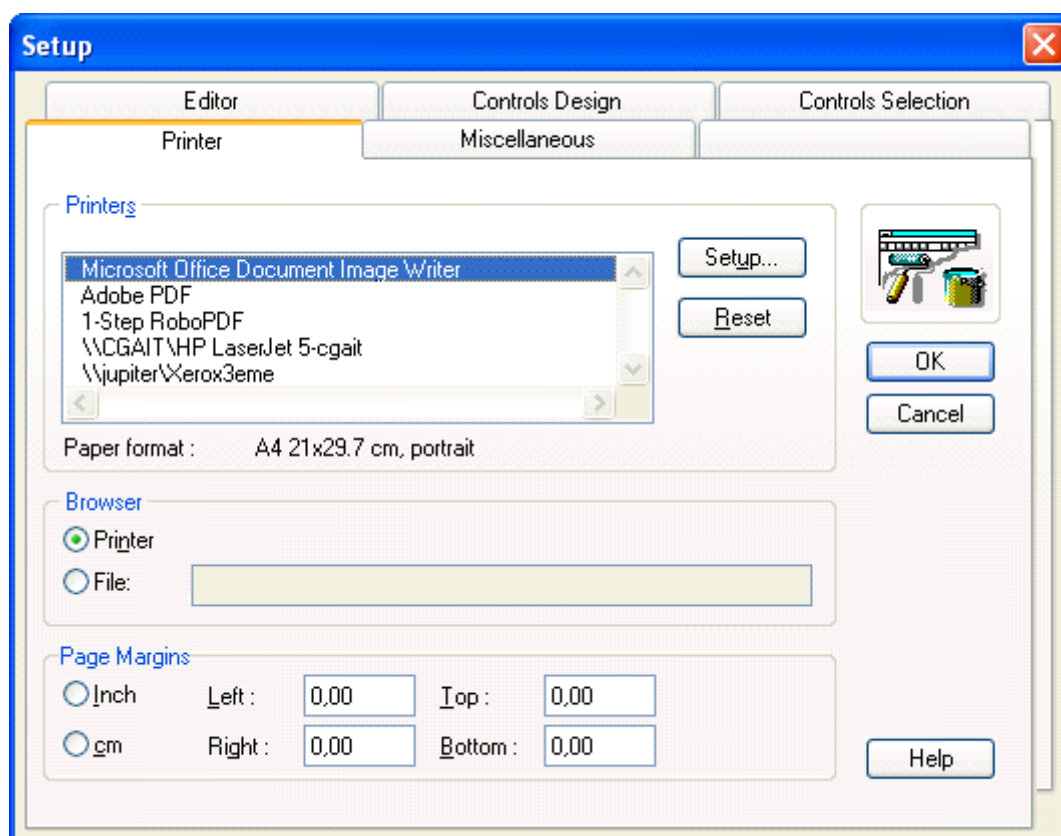 Setup
Editor Controls Design Controls Selection
Printer Miscellaneous
Printers
Microsoft Office Document Image Writer
Adobe PDF
1-Step RoboPDF
\\CGAIT\HP LaserJet 5-cgait
\\jupiter\Xerox3eme
Setup...
Reset
OK
Cancel
Paper format : A4 21x29.7 cm, portrait
Browser
Printer
File:
Page Margins
Inch Left : 0,00 Top : 0,00
cm Right : 0,00 Bottom : 0,00
Help